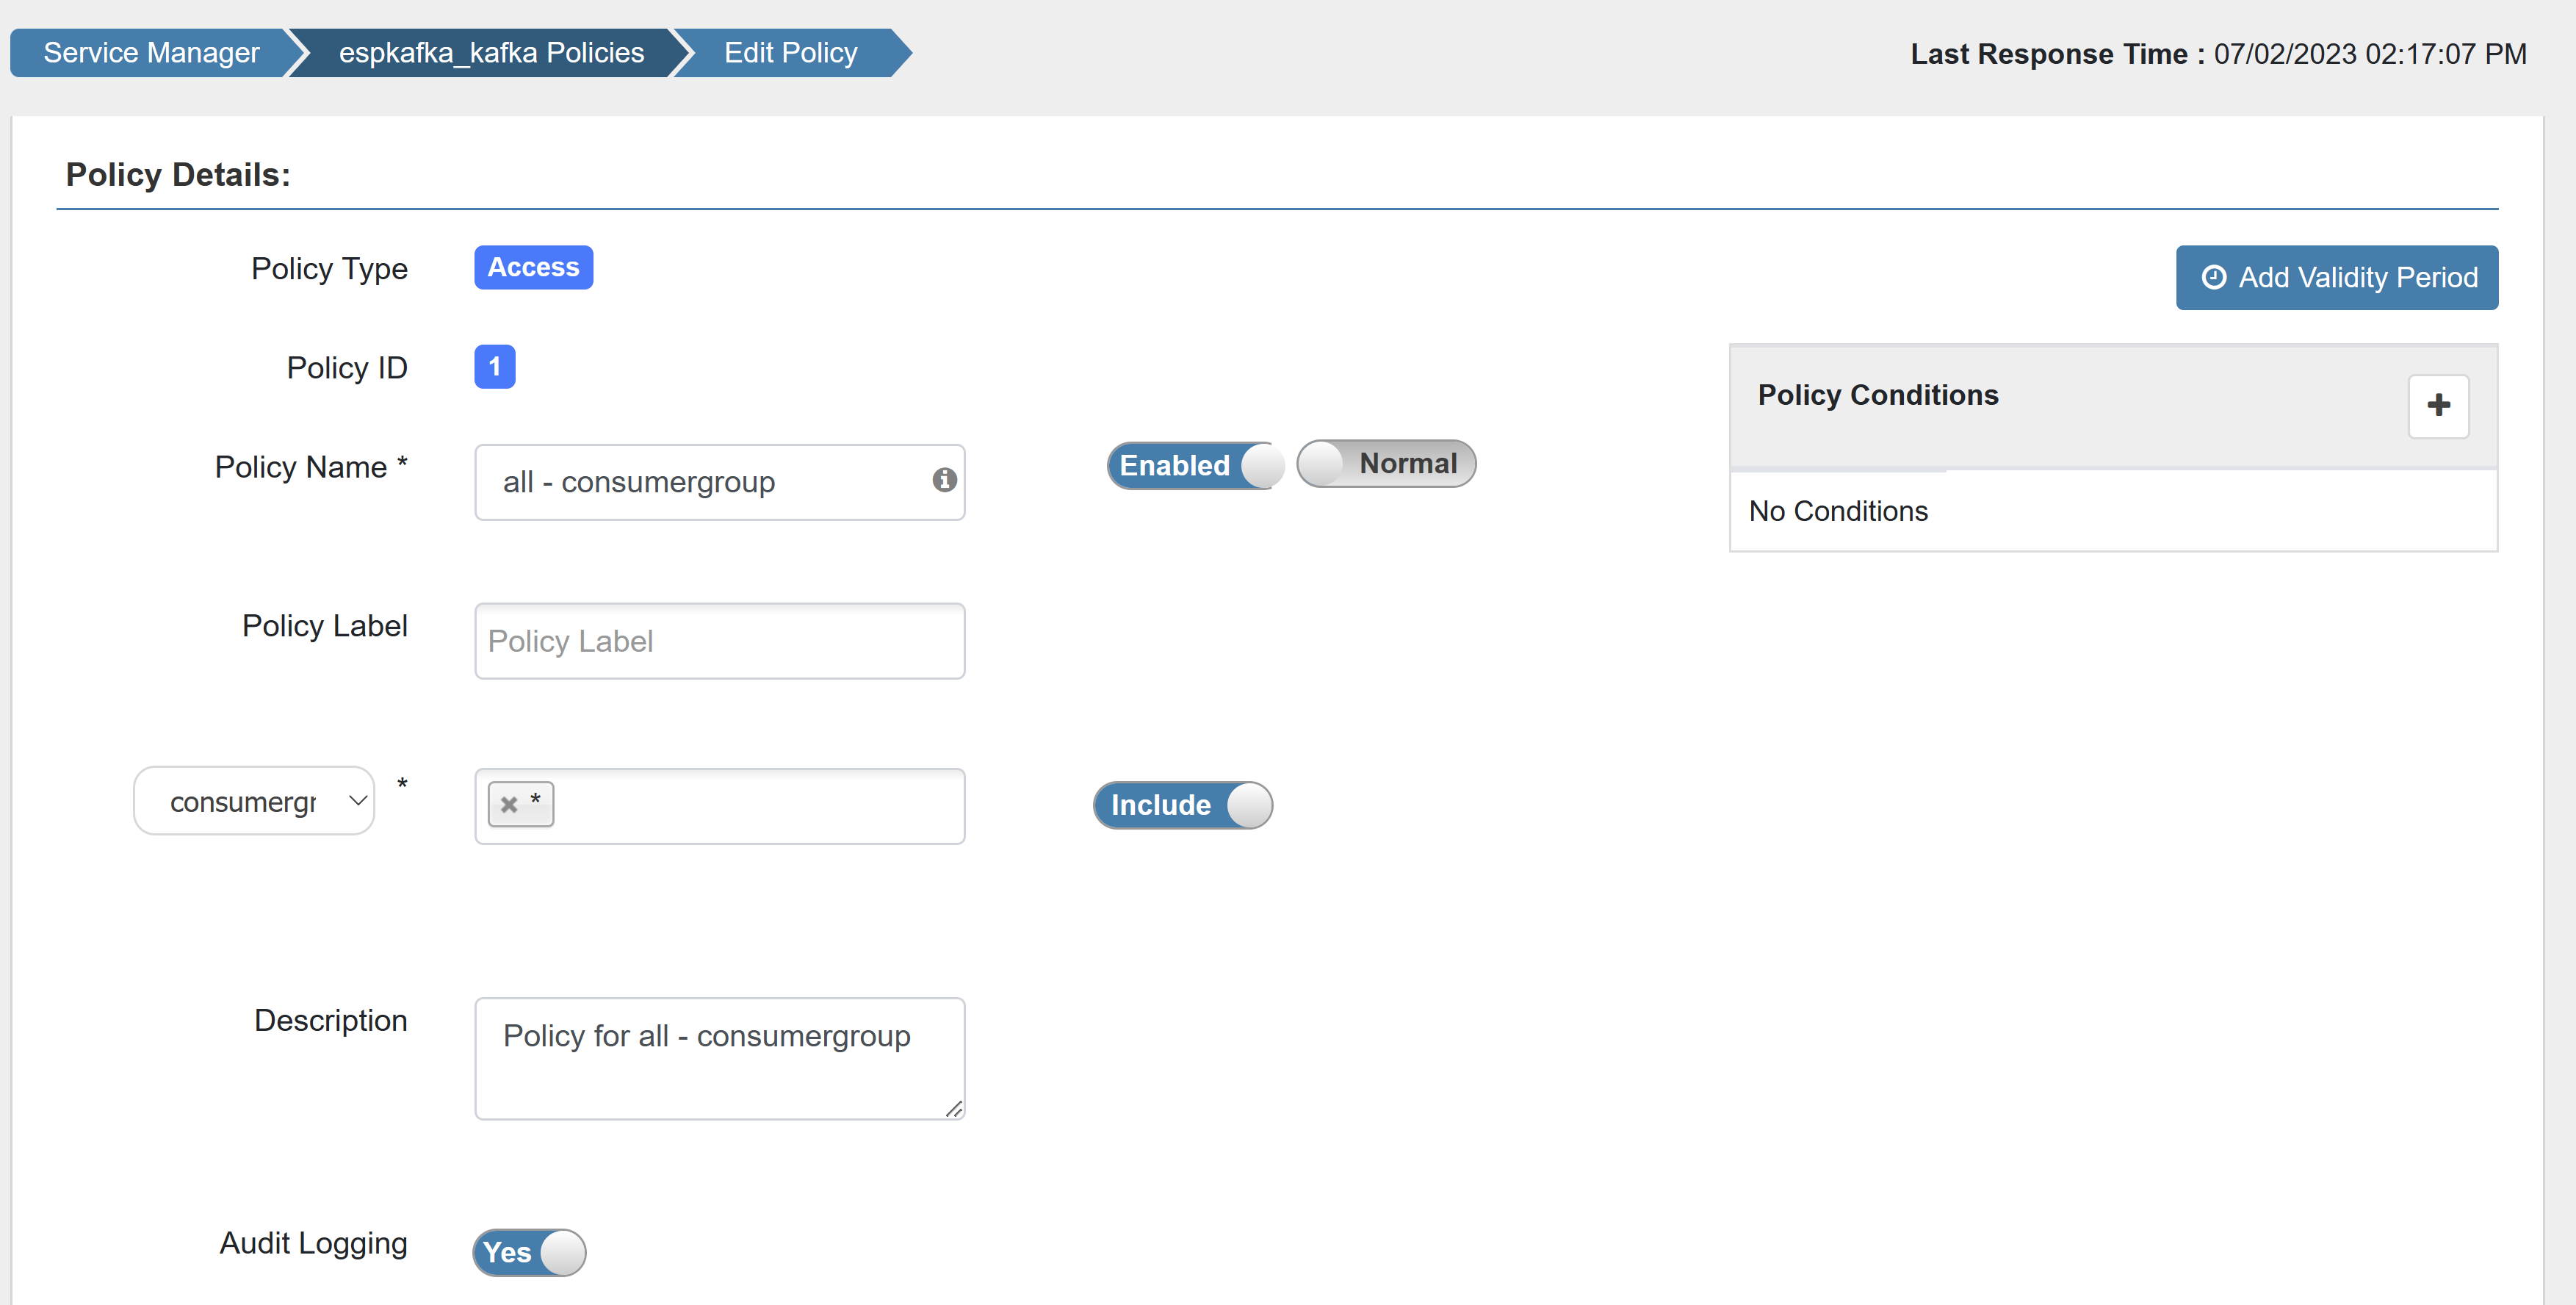 Service Manager
espkafka_kafka Policies
Edit Policy
Last Response Time : 07/02/2023 02:17:07 PM
Policy Details:
Policy Type
Access
Add Validity Period
Policy ID
1
Policy Conditions
Policy Name *
all - consumergroup
Enabled
Normal
No Conditions
Policy Label
Policy Label
consumergr
*
*
Include
Description
Policy for all - consumergroup
Audit Logging
Yes